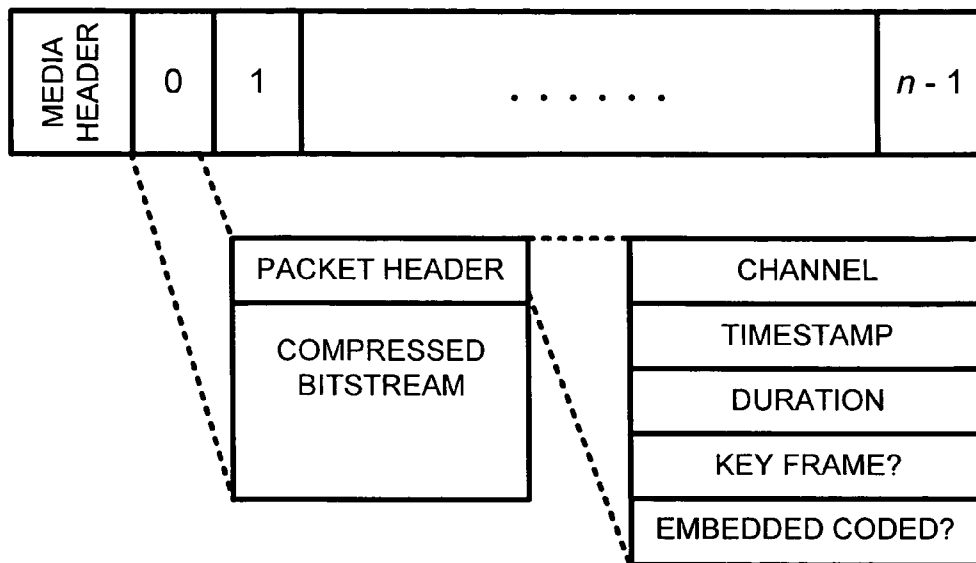 MEDIA
HEADER
0
1
. . . . . .
n - 1
PACKET HEADER
COMPRESSED
BITSTREAM
CHANNEL
TIMESTAMP
DURATION
KEY FRAME?
EMBEDDED CODED?